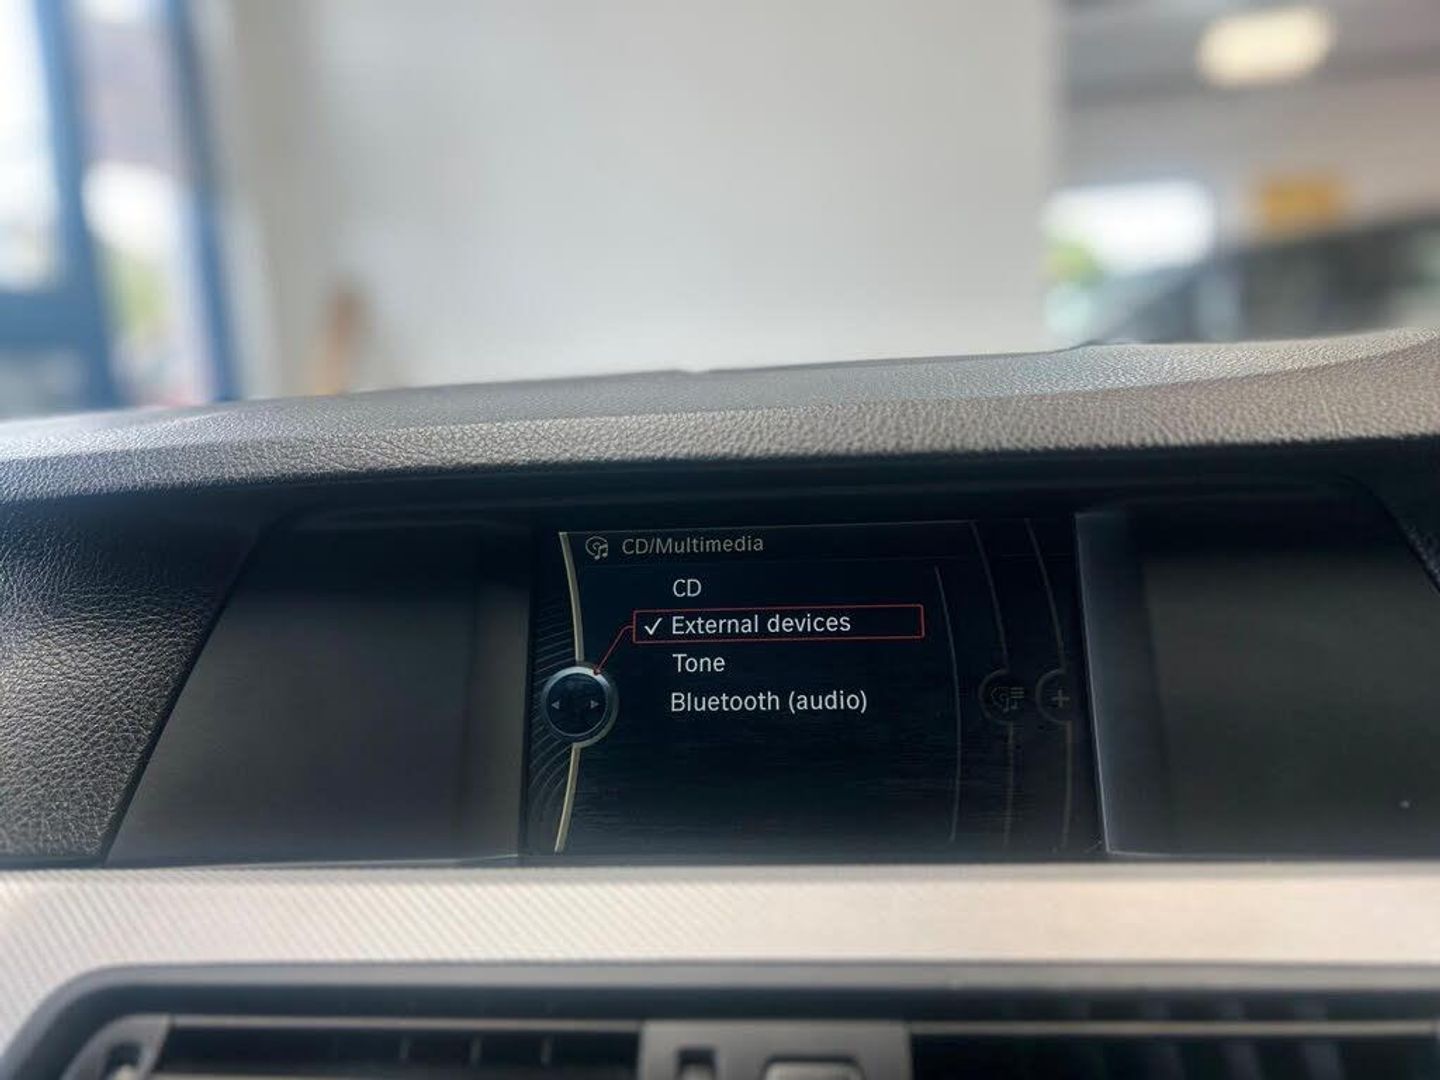 CD/Multimedia
CD
✓ External devices
Tone
Bluetooth (audio)